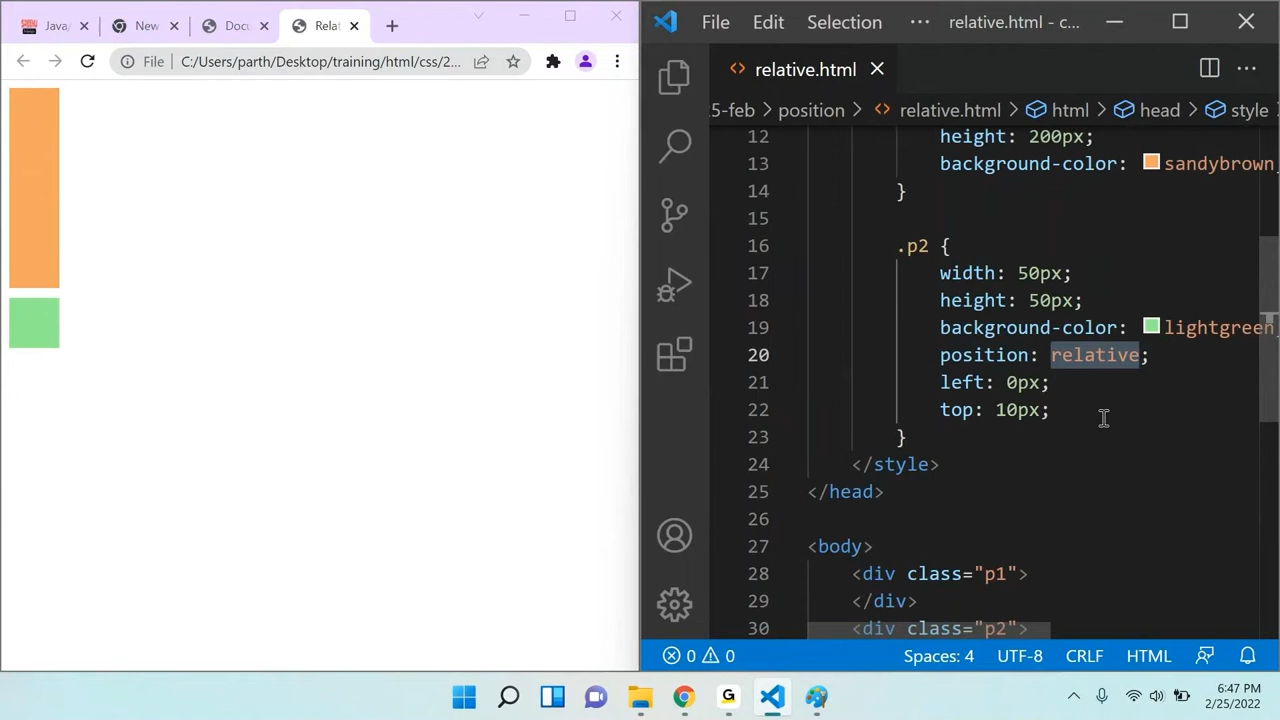 Java/
New
Docu
Relat
File
C:/Users/parth/Desktop/training/html/css/2...
File Edit Selection ··· relative.html - c...
relative.html
5-feb > position > relative.html > html > head > style
12 height: 200px;
13 background-color: sandybrown
14 }
15
16 .p2 {
17 width: 50px;
18 height: 50px;
19 background-color: lightgreen
20 position: relative;
21 left: 0px;
22 top: 10px;
23 }
24 </style>
25 </head>
26
27 <body>
28 <div class="p1">
29 </div>
30 <div class="p2">
0 0 Spaces: 4 UTF-8 CRLF HTML
G
6:47 PM
2/25/2022